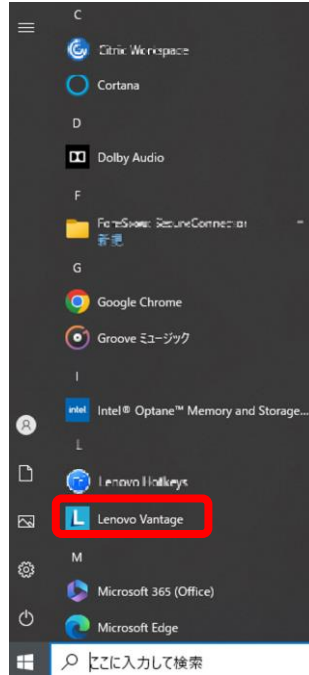 C
Citrix Workspace
Cortana
D
Dolby Audio
F
新規
G
Google Chrome
Groove ミュージック
I
intel
Intel® Optane™ Memory and Storage...
L
Lenovo Hotkeys
L
Lenovo Vantage
M
Microsoft 365 (Office)
Microsoft Edge
ここに入力して検索